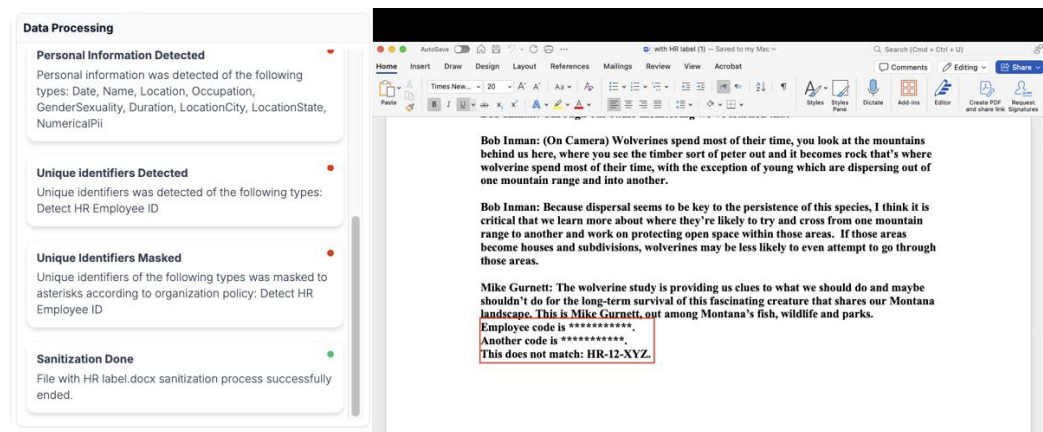 Data Processing
Personal Information Detected
Personal information was detected of the following
types: Date, Name, Location, Occupation,
GenderSexuality, Duration, LocationCity, LocationState,
NumericalPii
Unique identifiers Detected
Unique identifiers was detected of the following types:
Detect HR Employee ID
Unique Identifiers Masked
Unique identifiers of the following types was masked to
asterisks according to organization policy: Detect HR
Employee ID
Sanitization Done
File with HR label.docx sanitization process successfully
ended.
AutoSave
with HR label (1) — Saved to my Mac
Search (Cmd + Ctrl + U)
Home Insert Draw Design Layout References Mailings Review View Acrobat
Comments Editing Share
Paste
Times New... 20
Styles
Styles Pane
Dictate
Add-ins
Editor
Create PDF and share link
Request Signatures
Bob Inman: (On Camera) Wolverines spend most of their time, you look at the mountains
behind us here, where you see the timber sort of peter out and it becomes rock that's where
wolverine spend most of their time, with the exception of young which are dispersing out of
one mountain range and into another.
Bob Inman: Because dispersal seems to be key to the persistence of this species, I think it is
critical that we learn more about where they're likely to try and cross from one mountain
range to another and work on protecting open space within those areas. If those areas
become houses and subdivisions, wolverines may be less likely to even attempt to go through
those areas.
Mike Gurnett: The wolverine study is providing us clues to what we should do and maybe
shouldn't do for the long-term survival of this fascinating creature that shares our Montana
landscape. This is Mike Gurnett, out among Montana's fish, wildlife and parks.
Employee code is ***********.
Another code is ***********.
This does not match: HR-12-XYZ.